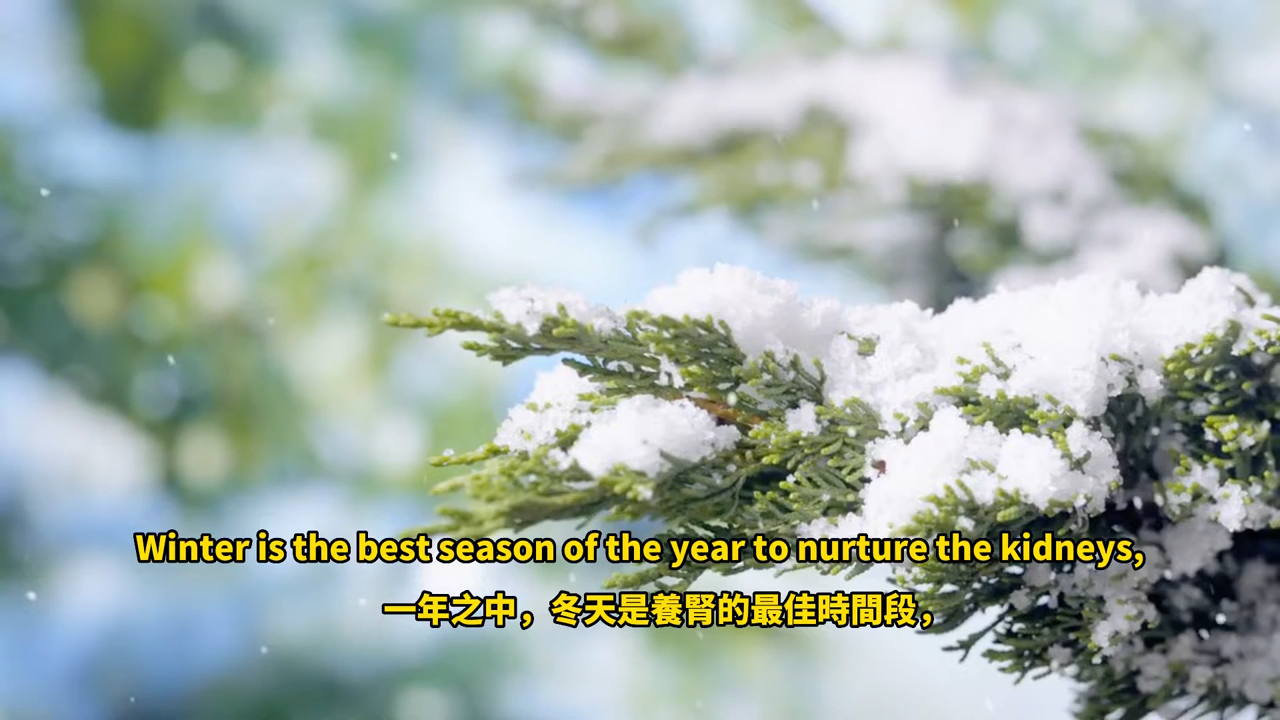 Winter is the best season of the year to nurture the kidneys,
一年之中，冬天是養腎的最佳時間段，